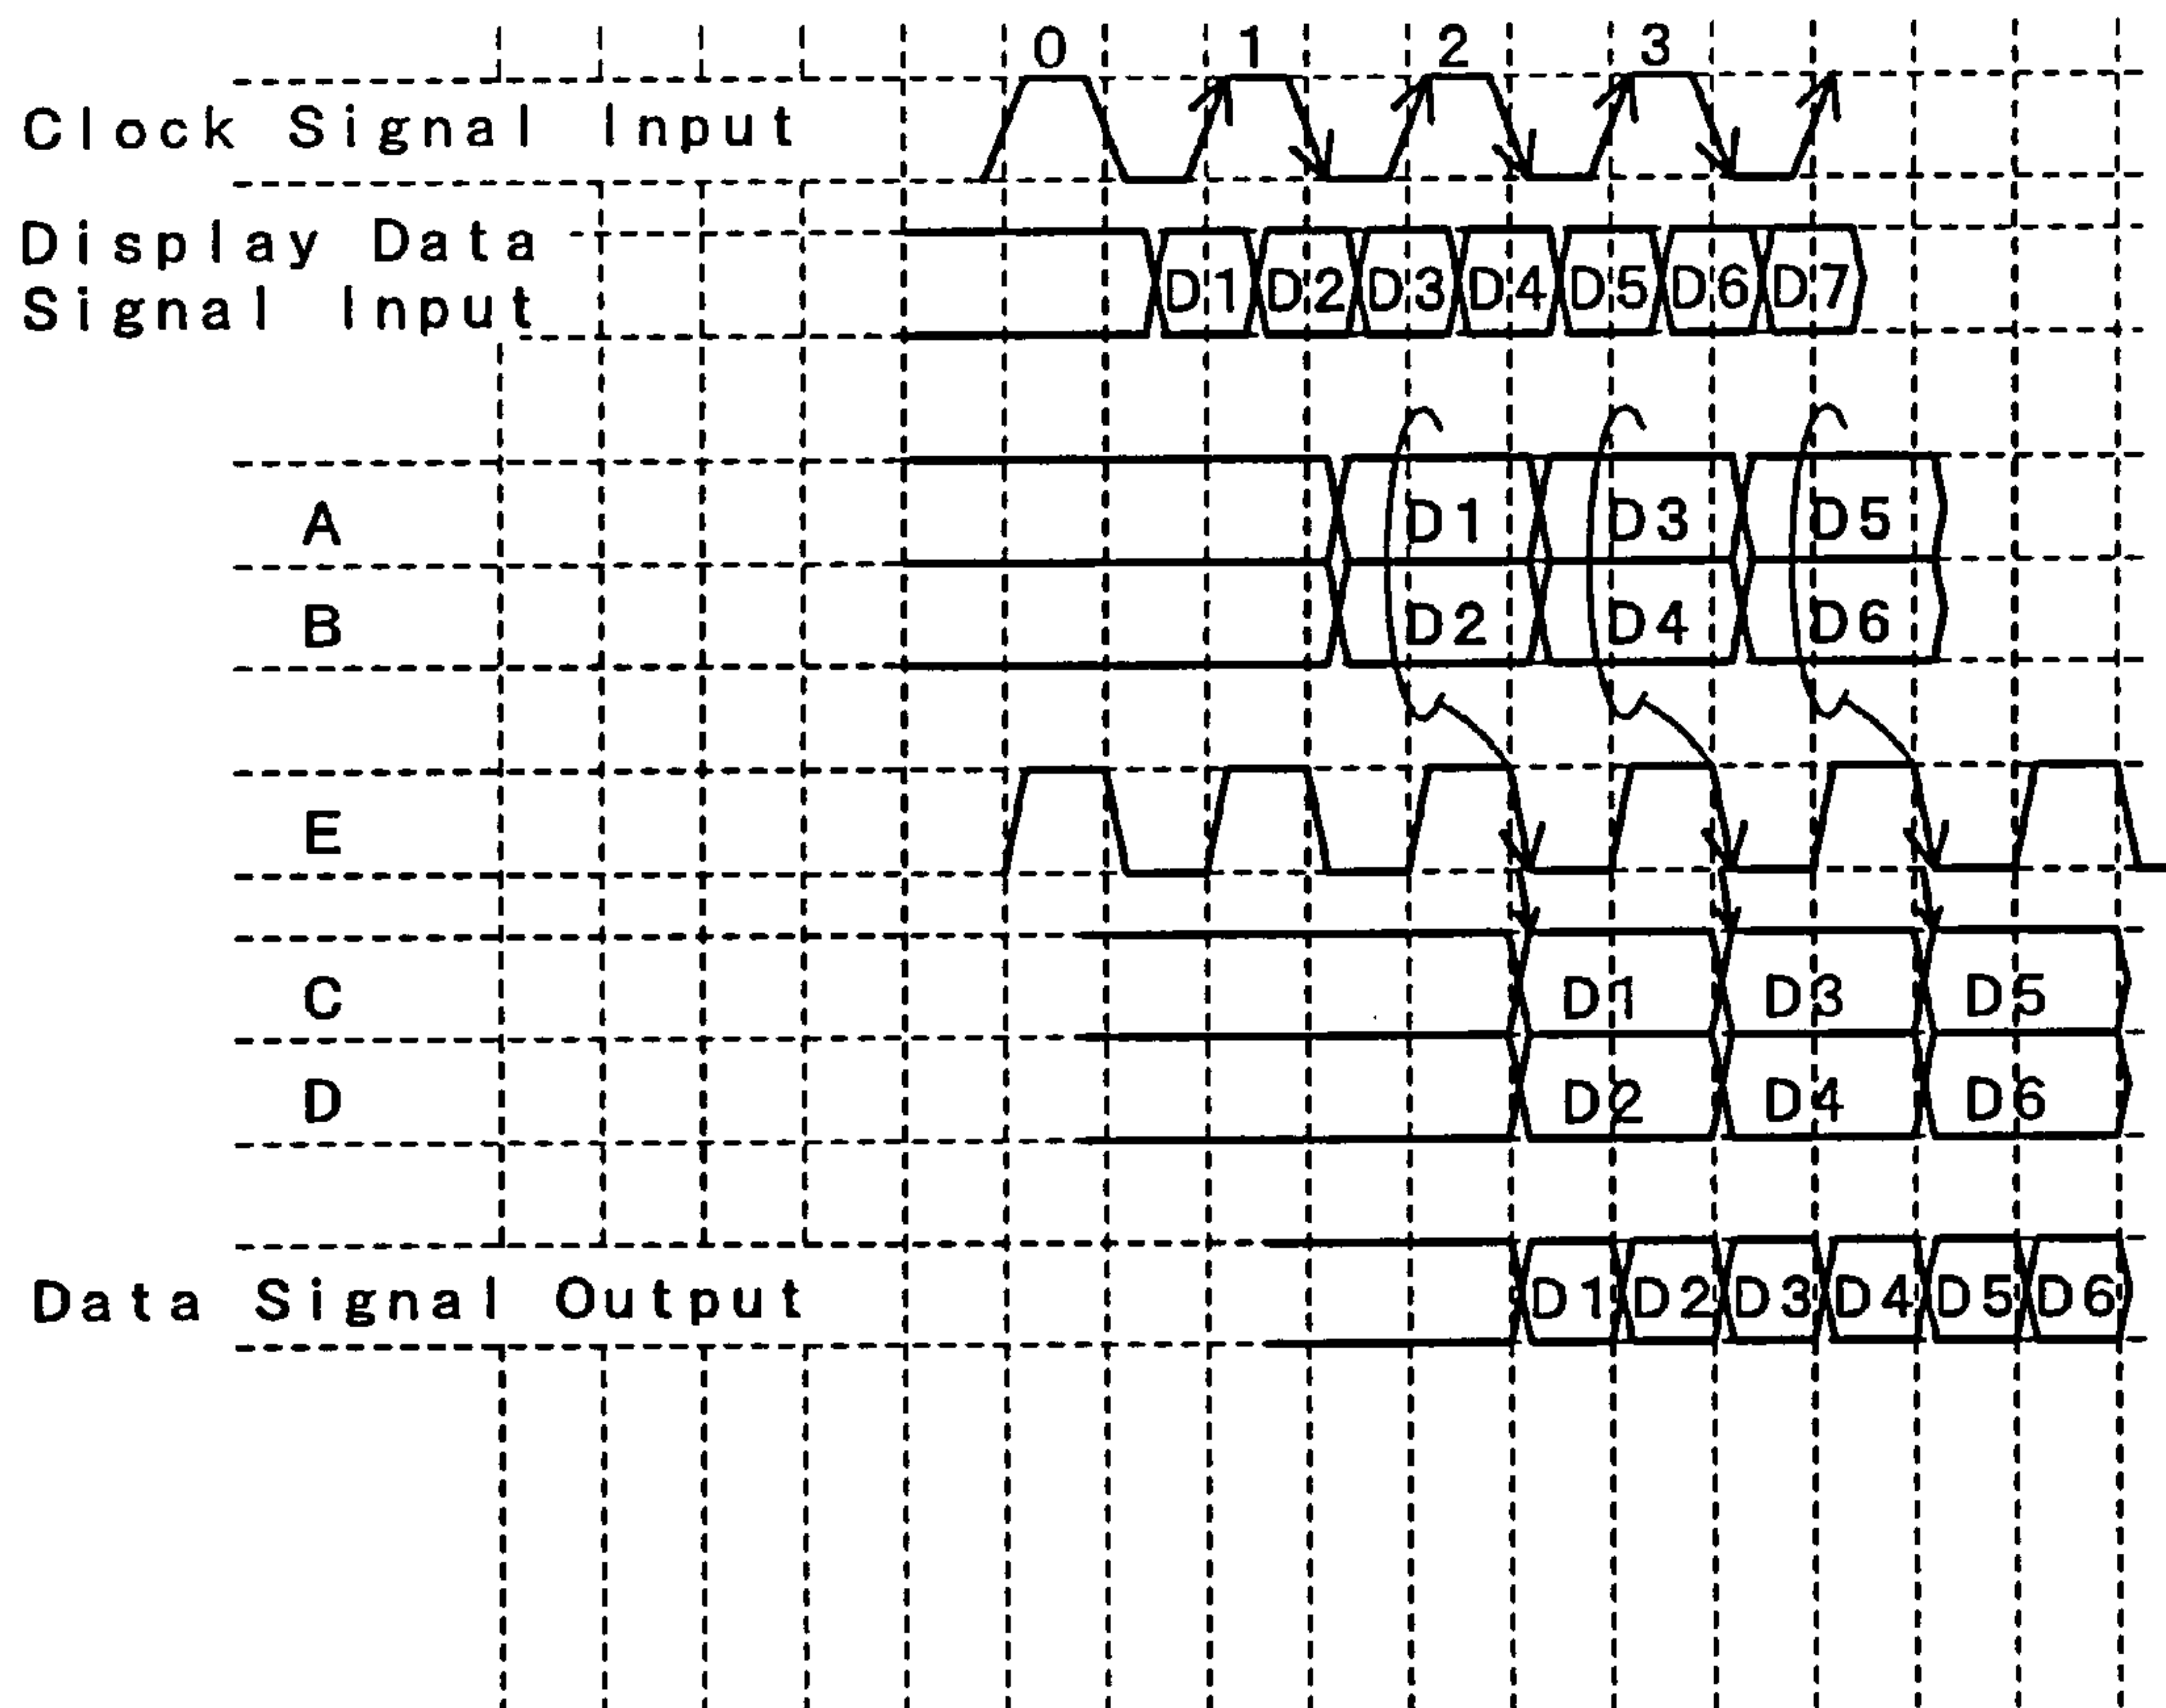 0 1 2 3
Clock Signal Input
Display Data
Signal Input
D1 D2 D3 D4 D5 D6 D7
A D1 D3 D5
B D2 D4 D6
E
C D1 D3 D5
D D2 D4 D6
Data Signal Output D1 D2 D3 D4 D5 D6